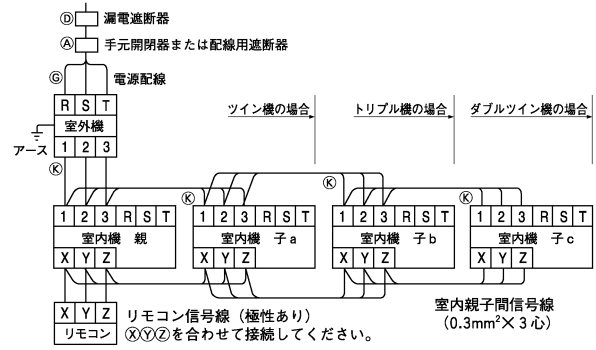 Ⓓ 漏電遮断器
Ⓐ 手元開閉器または配線用遮断器
Ⓖ 電源配線
R S T
室外機
1 2 3
アース
Ⓚ
ツイン機の場合
トリプル機の場合
ダブルツイン機の場合
Ⓚ
Ⓚ
Ⓚ
1 2 3 R S T
室内機 親
X Y Z
1 2 3 R S T
室内機 子a
X Y Z
1 2 3 R S T
室内機 子b
X Y Z
1 2 3 R S T
室内機 子c
X Y Z
X Y Z
リモコン
リモコン信号線（極性あり）
ⓍⓎⓏを合わせて接続してください。
室内親子間信号線
（0.3mm²×３心）